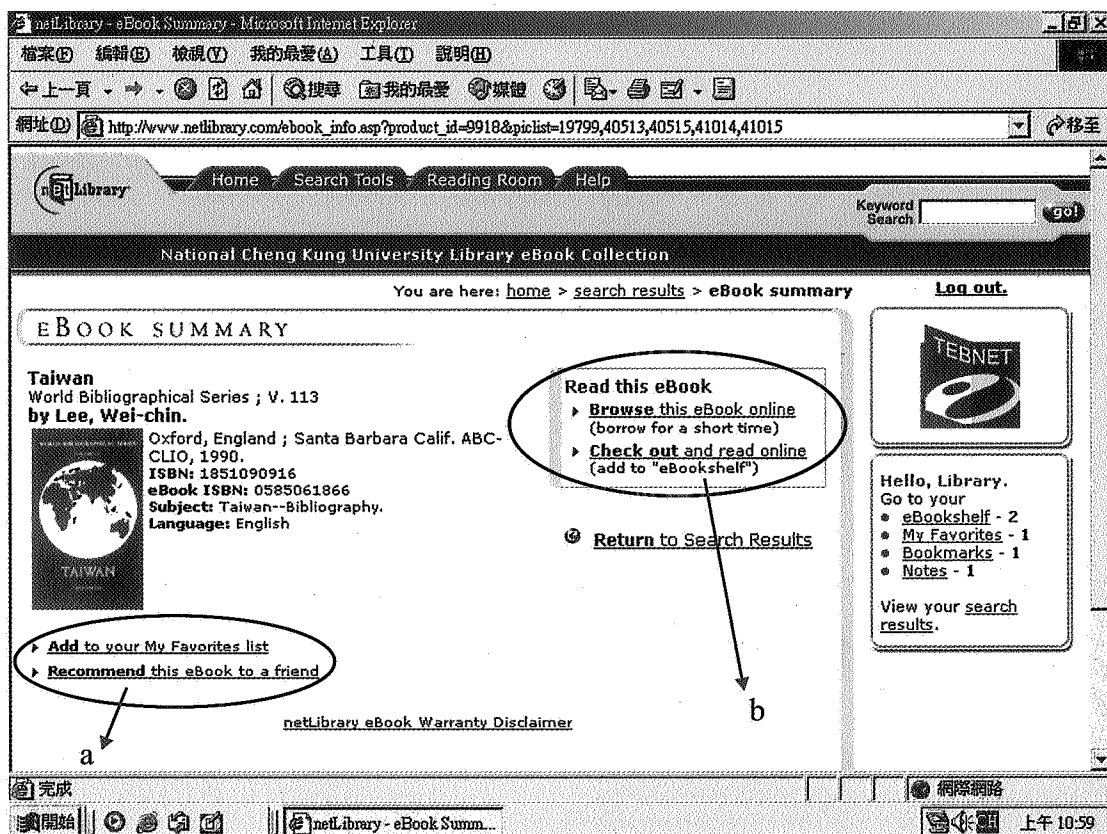 netLibrary - eBook Summary - Microsoft Internet Explorer
檔案(F) 編輯(E) 檢視(V) 我的最愛(A) 工具(T) 說明(H)
上一頁 搜尋 我的最愛 媒體
網址(D) http://www.netlibrary.com/ebook_info.asp?product_id=9918&piclist=19799,40513,40515,41014,41015 移至
netLibrary
Home Search Tools Reading Room Help
Keyword Search go!
National Cheng Kung University Library eBook Collection
You are here: home > search results > eBook summary
Log out.
EBOOK SUMMARY
TEBNET
Taiwan
World Bibliographical Series ; V. 113
by Lee, Wei-chin.
Oxford, England ; Santa Barbara Calif. ABC-
CLIO, 1990.
ISBN: 1851090916
eBook ISBN: 0585061866
Subject: Taiwan--Bibliography.
Language: English
TAIWAN
Read this eBook
Browse this eBook online
(borrow for a short time)
Check out and read online
(add to "eBookshelf")
Return to Search Results
Hello, Library.
Go to your
eBookshelf - 2
My Favorites - 1
Bookmarks - 1
Notes - 1
View your search
results.
Add to your My Favorites list
Recommend this eBook to a friend
a
b
netLibrary eBook Warranty Disclaimer
完成 網際網路
開始 netLibrary - eBook Summ... 上午 10:59